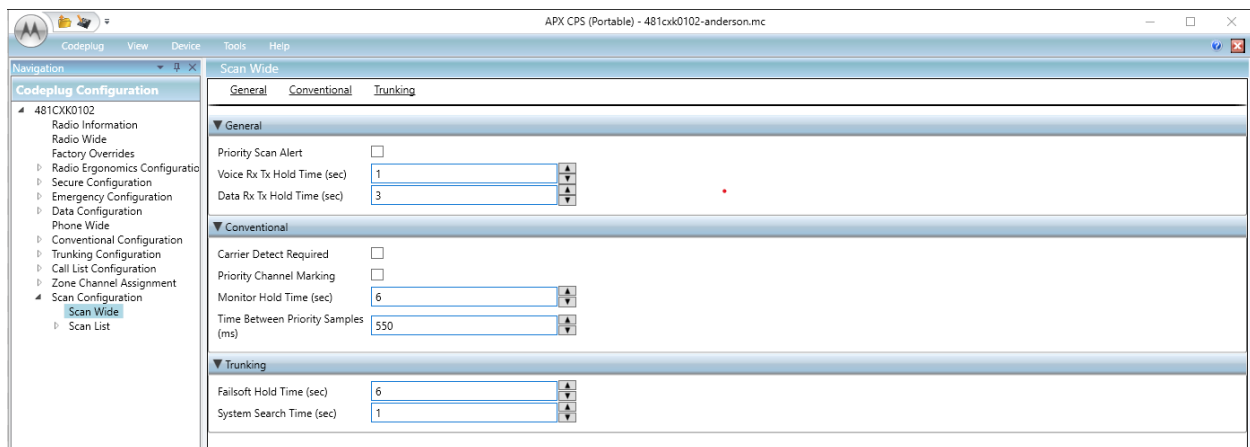 APX CPS (Portable) - 481cxk0102-anderson.mc
Codeplug View Device Tools Help
Navigation
Scan Wide
Codeplug Configuration
General Conventional Trunking
481CXK0102
Radio Information
Radio Wide
Factory Overrides
Radio Ergonomics Configuratio
Secure Configuration
Emergency Configuration
Data Configuration
Phone Wide
Conventional Configuration
Trunking Configuration
Call List Configuration
Zone Channel Assignment
Scan Configuration
Scan Wide
Scan List
General
Priority Scan Alert
Voice Rx Tx Hold Time (sec) 1
Data Rx Tx Hold Time (sec) 3
Conventional
Carrier Detect Required
Priority Channel Marking
Monitor Hold Time (sec) 6
Time Between Priority Samples
(ms) 550
Trunking
Failsoft Hold Time (sec) 6
System Search Time (sec) 1